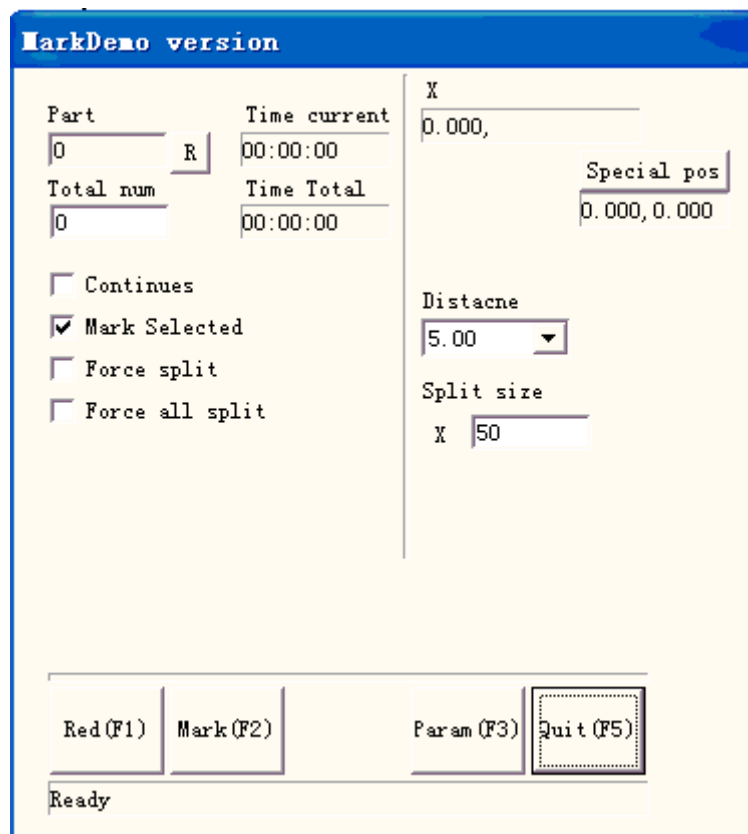 MarkDemo version
Part
Time current
0
R
00:00:00
Total num
Time Total
0
00:00:00
Continues
Mark Selected
Force split
Force all split
X
0.000,
Special pos
0.000,0.000
Distacne
5.00
Split size
X 50
Red(F1)
Mark(F2)
Param(F3)
Quit(F5)
Ready